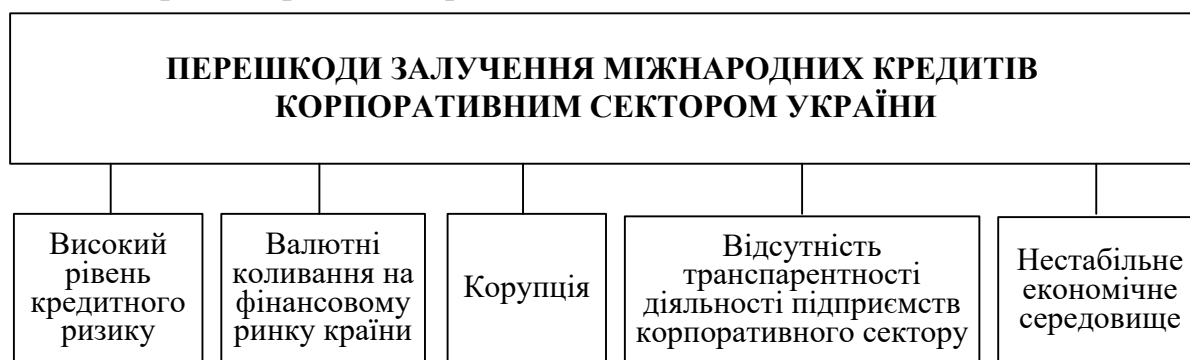 ПЕРЕШКОДИ ЗАЛУЧЕННЯ МІЖНАРОДНИХ КРЕДИТІВ
КОРПОРАТИВНИМ СЕКТОРОМ УКРАЇНИ
Високий
рівень
кредитного
ризику
Валютні
коливання на
фінансовому
ринку країни
Корупція
Відсутність
транспарентності
діяльності підприємств
корпоративного сектору
Нестабільне
економічне
середовище